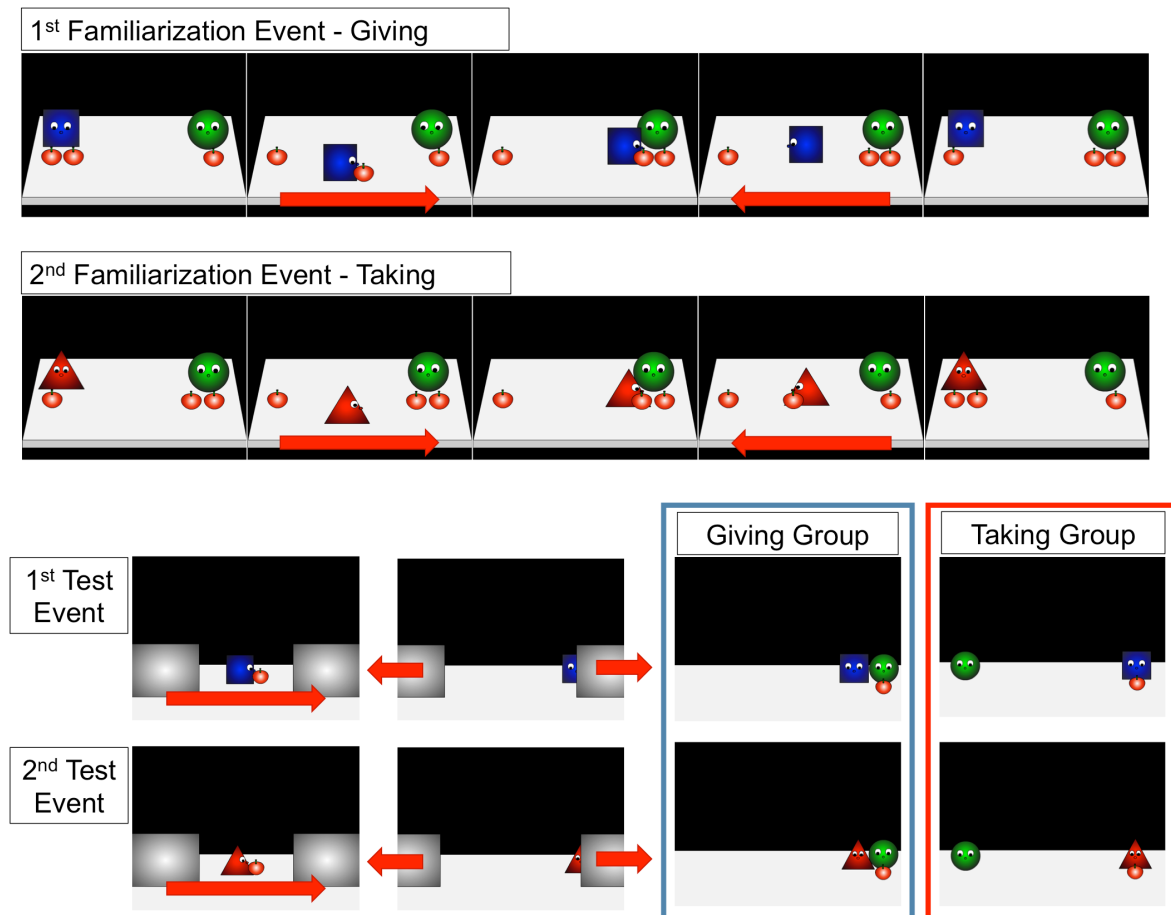 1st Familiarization Event - Giving
2nd Familiarization Event - Taking
Giving Group
Taking Group
1st Test
Event
2nd Test
Event